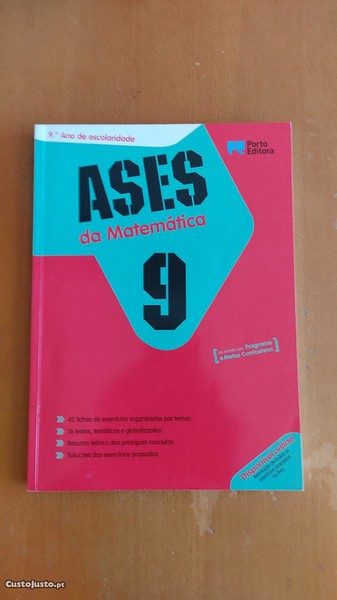 9.º Ano de escolaridade
Porto
Editora
ASES
da Matemática
9
de acordo com Programa
e Metas Curriculares
42 fichas de exercícios organizadas por temas
16 testes, temáticos e globalizantes
Resumo teórico dos principais conceitos
Soluções dos exercícios propostos
Disponível online
CustoJusto.pt